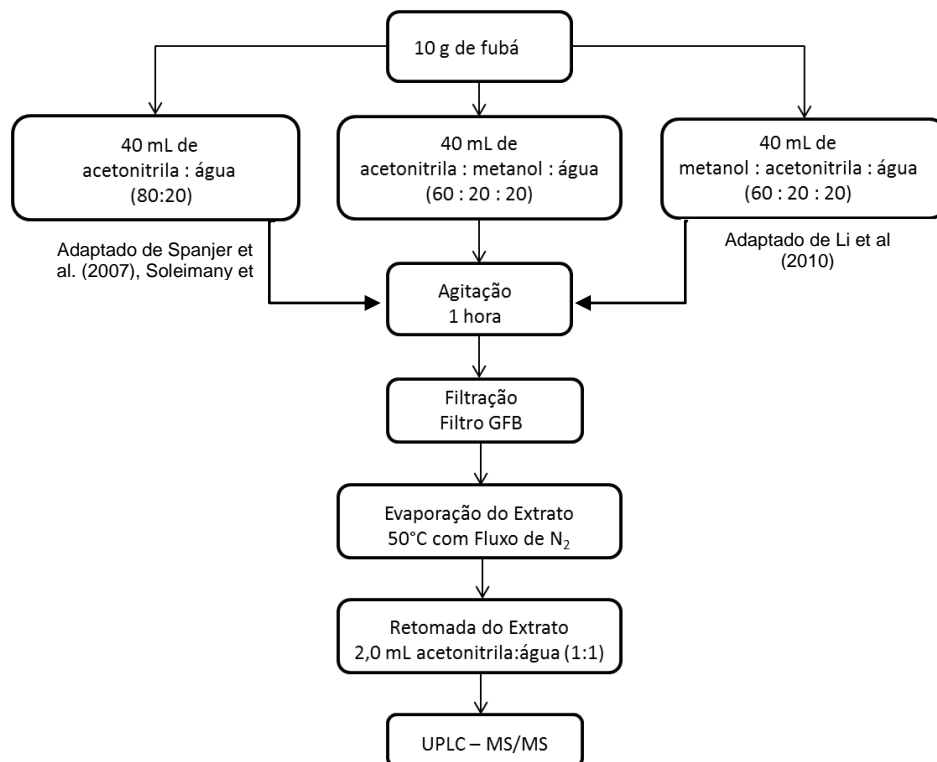 10 g de fubá
40 mL de
acetonitrila : água
(80:20)
40 mL de
acetonitrila : metanol : água
(60 : 20 : 20)
40 mL de
metanol : acetonitrila : água
(60 : 20 : 20)
Adaptado de Spanjer et
al. (2007), Soleimany et
Adaptado de Li et al
(2010)
Agitação
1 hora
Filtração
Filtro GFB
Evaporação do Extrato
50°C com Fluxo de N₂
Retomada do Extrato
2,0 mL acetonitrila:água (1:1)
UPLC – MS/MS